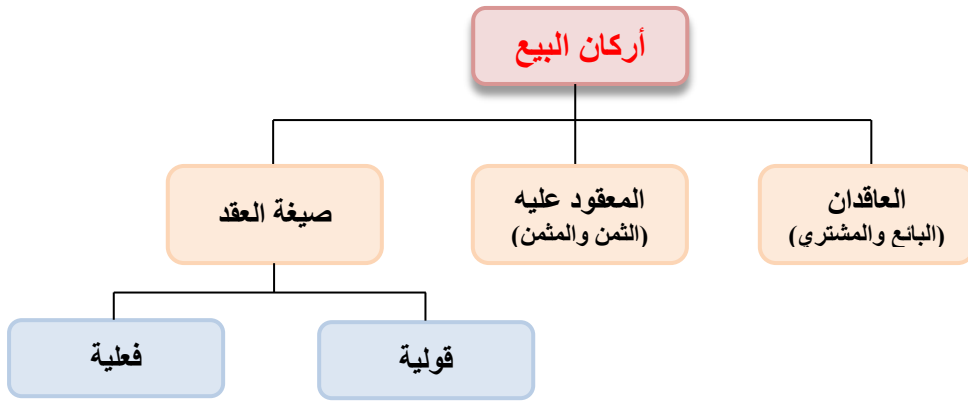 أركان البيع
العاقدان
(البائع والمشتري)
المعقود عليه
(الثمن والمثمن)
صيغة العقد
قولية
فعلية